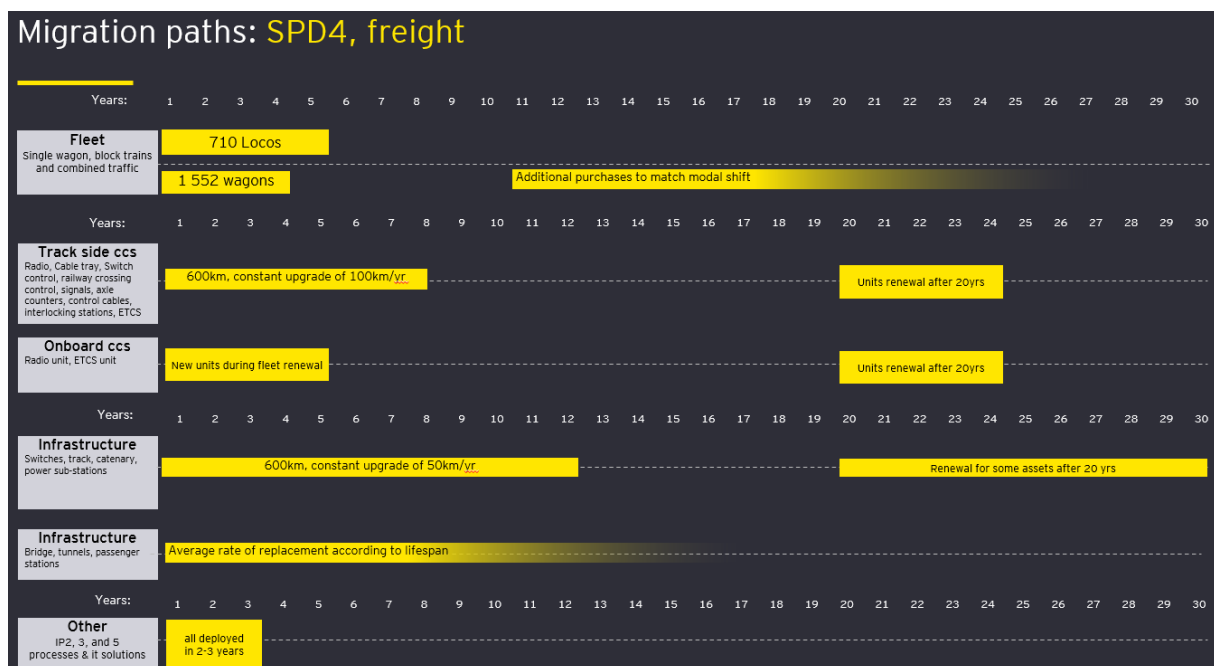 Migration paths: SPD4, freight
Years: 1 2 3 4 5 6 7 8 9 10 11 12 13 14 15 16 17 18 19 20 21 22 23 24 25 26 27 28 29 30
Fleet
Single wagon, block trains
and combined traffic
710 Locos
1 552 wagons
Additional purchases to match modal shift
Years: 1 2 3 4 5 6 7 8 9 10 11 12 13 14 15 16 17 18 19 20 21 22 23 24 25 26 27 28 29 30
Track side ccs
Radio, Cable tray, Switch
control, railway crossing
control, signals, axle
counters, control cables,
interlocking stations, ETCS
600km, constant upgrade of 100km/yr
Units renewal after 20yrs
Onboard ccs
Radio unit, ETCS unit
New units during fleet renewal
Units renewal after 20yrs
Years: 1 2 3 4 5 6 7 8 9 10 11 12 13 14 15 16 17 18 19 20 21 22 23 24 25 26 27 28 29 30
Infrastructure
Switches, track, catenary,
power sub-stations
600km, constant upgrade of 50km/yr
Renewal for some assets after 20 yrs
Infrastructure
Bridge, tunnels, passenger
stations
Average rate of replacement according to lifespan
Years: 1 2 3 4 5 6 7 8 9 10 11 12 13 14 15 16 17 18 19 20 21 22 23 24 25 26 27 28 29 30
Other
IP2, 3, and 5
processes & it solutions
all deployed
in 2-3 years